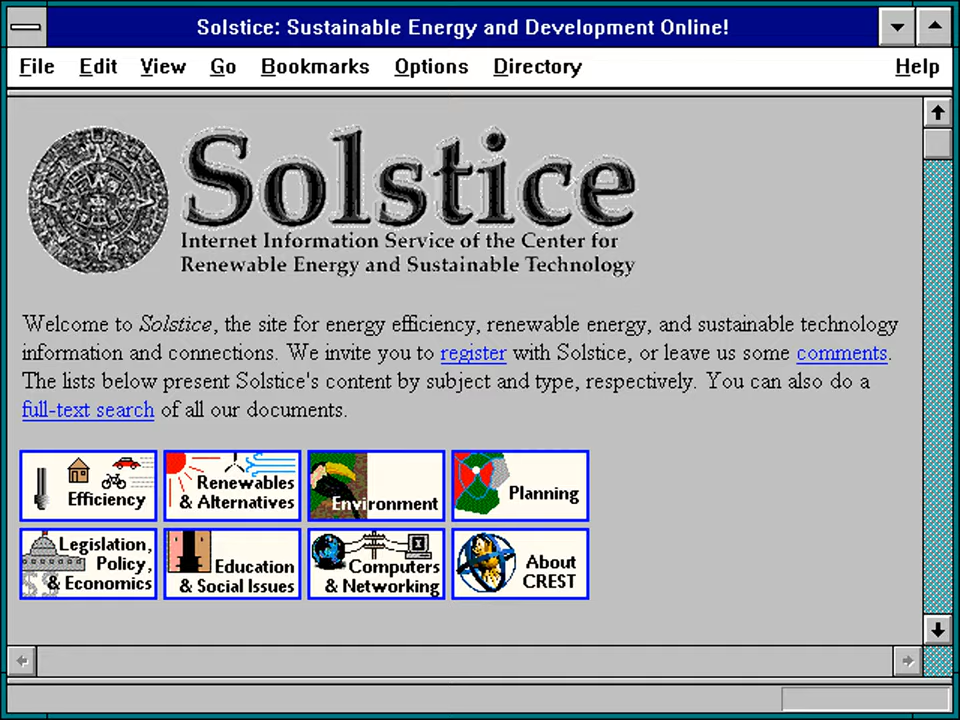 Solstice: Sustainable Energy and Development Online!
File Edit View Go Bookmarks Options Directory Help
Solstice
Internet Information Service of the Center for
Renewable Energy and Sustainable Technology
Welcome to Solstice, the site for energy efficiency, renewable energy, and sustainable technology
information and connections. We invite you to register with Solstice, or leave us some comments.
The lists below present Solstice's content by subject and type, respectively. You can also do a
full-text search of all our documents.
Efficiency
Renewables
& Alternatives
Environment
Planning
Legislation,
Policy,
& Economics
Education
& Social Issues
Computers
& Networking
About
CREST